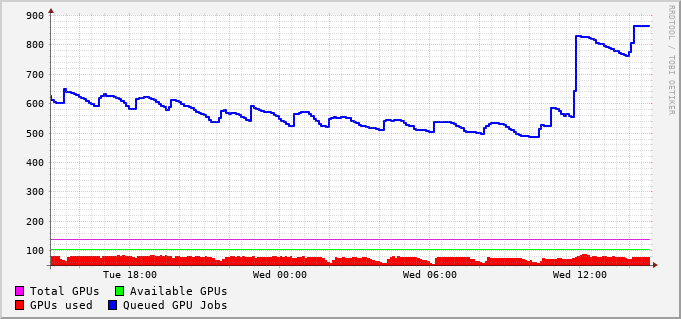 900
800
700
600
500
400
300
200
100
Tue 18:00 Wed 00:00 Wed 06:00 Wed 12:00
Total GPUs Available GPUs
GPUs used Queued GPU Jobs
RRDTOOL / TOBI OETIKER